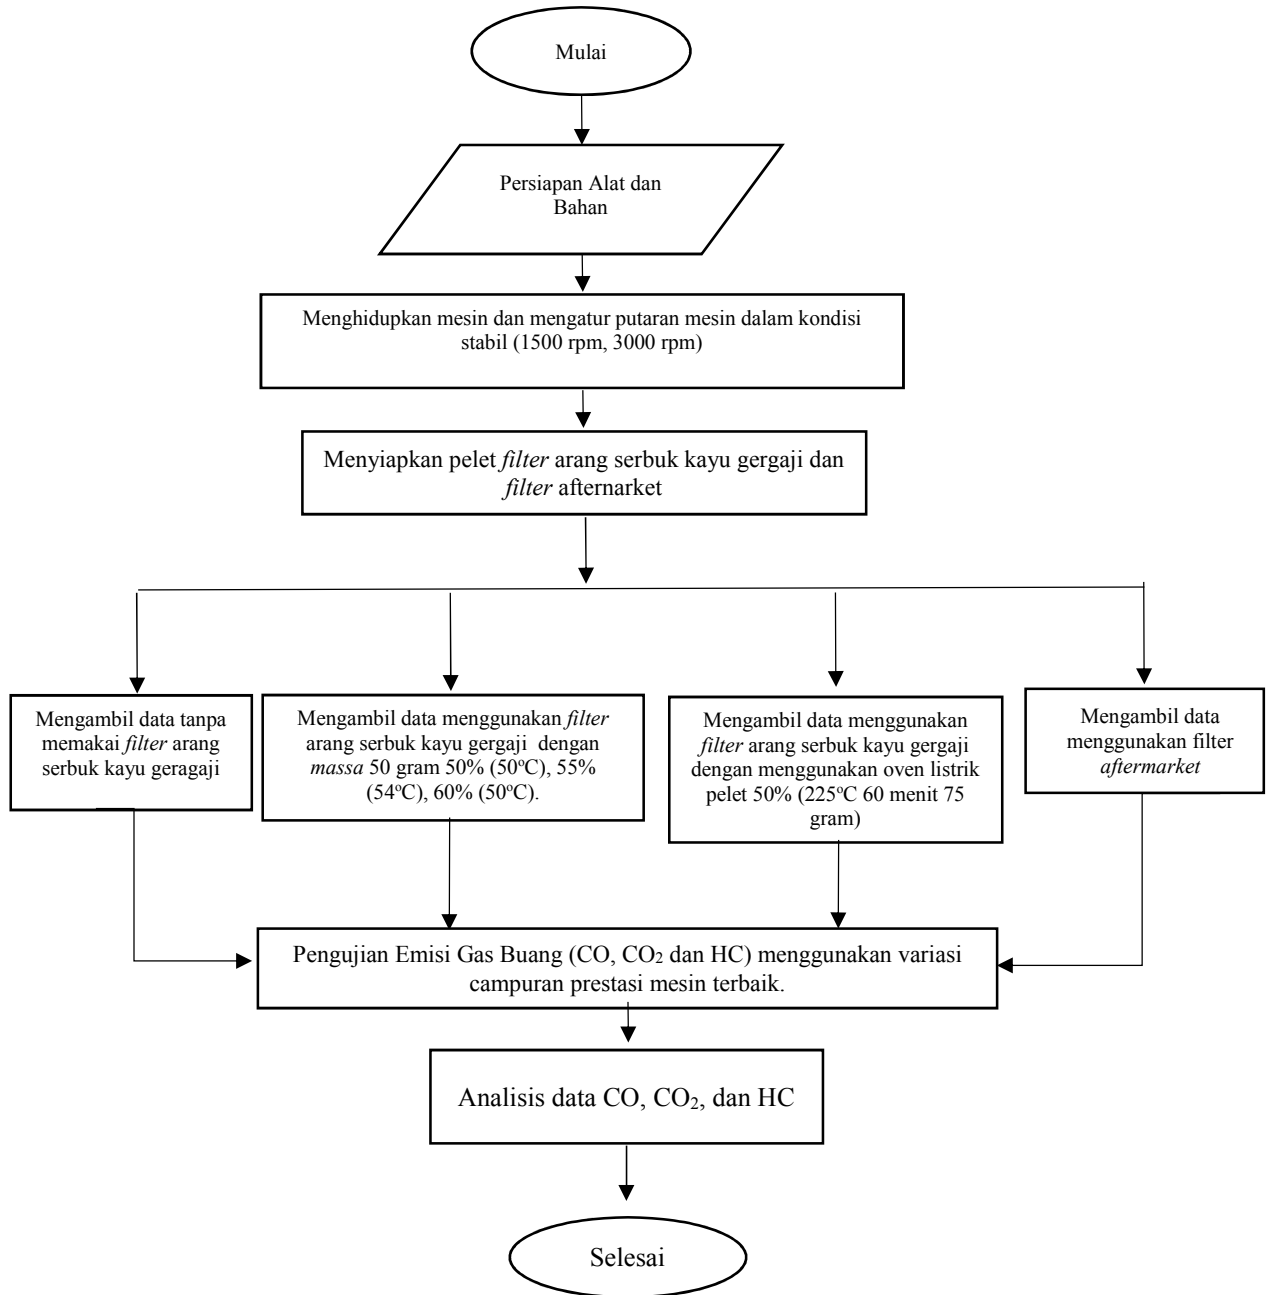 Mulai
Persiapan Alat dan
Bahan
Menghidupkan mesin dan mengatur putaran mesin dalam kondisi
stabil (1500 rpm, 3000 rpm)
Menyiapkan pelet filter arang serbuk kayu gergaji dan
filter afternarket
Mengambil data tanpa
memakai filter arang
serbuk kayu geragaji
Mengambil data menggunakan filter
arang serbuk kayu gergaji dengan
massa 50 gram 50% (50ºC), 55%
(54ºC), 60% (50ºC).
Mengambil data menggunakan
filter arang serbuk kayu gergaji
dengan menggunakan oven listrik
pelet 50% (225ºC 60 menit 75
gram)
Mengambil data
menggunakan filter
aftermarket
Pengujian Emisi Gas Buang (CO, CO₂ dan HC) menggunakan variasi
campuran prestasi mesin terbaik.
Analisis data CO, CO₂, dan HC
Selesai